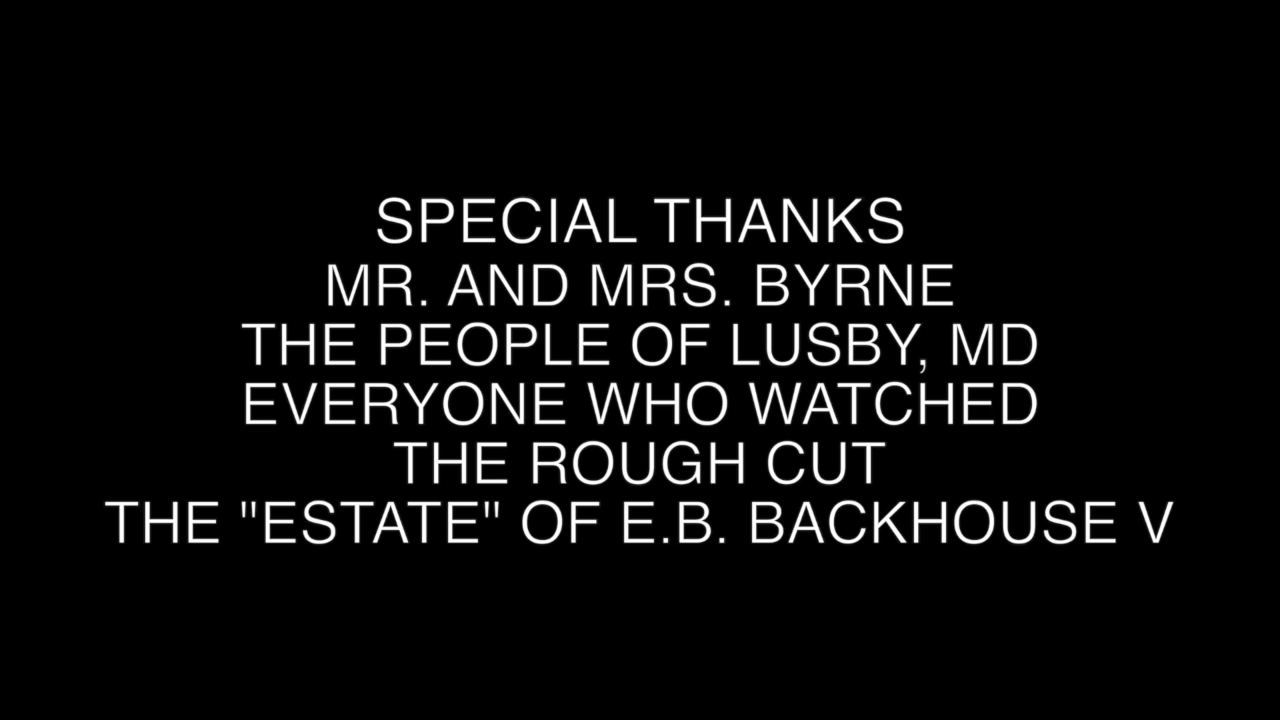 SPECIAL THANKS
MR. AND MRS. BYRNE
THE PEOPLE OF LUSBY, MD
EVERYONE WHO WATCHED
THE ROUGH CUT
THE "ESTATE" OF E.B. BACKHOUSE V